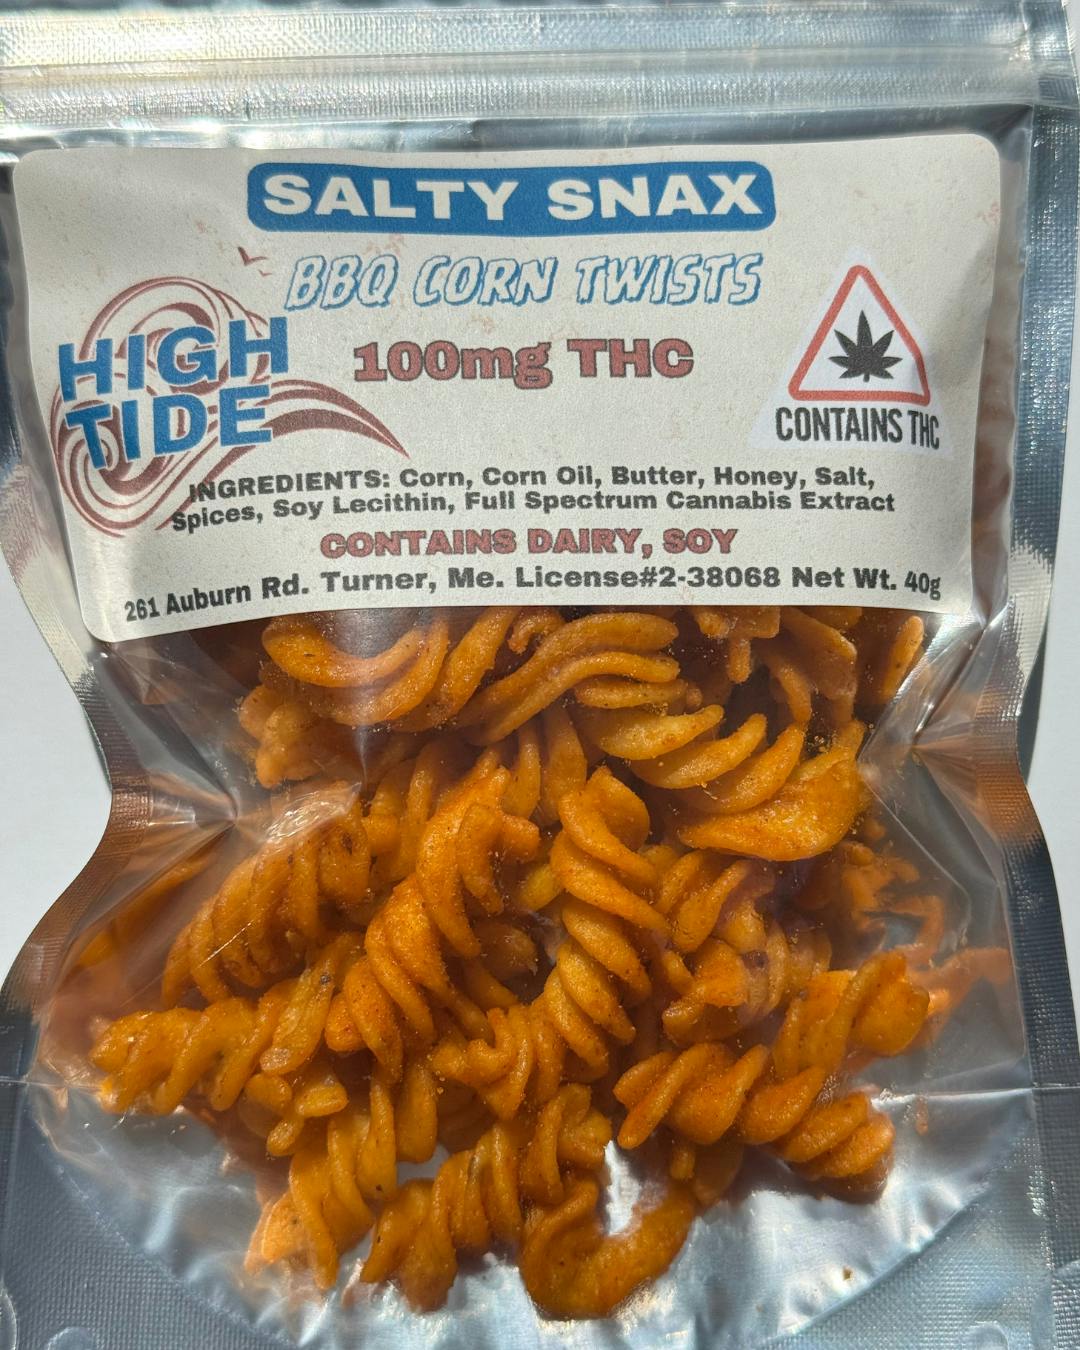 SALTY SNAX
BBQ CORN TWISTS
HIGH
TIDE
100mg THC
CONTAINS THC
INGREDIENTS: Corn, Corn Oil, Butter, Honey, Salt,
Spices, Soy Lecithin, Full Spectrum Cannabis Extract
CONTAINS DAIRY, SOY
261 Auburn Rd. Turner, Me. License#2-38068 Net Wt. 40g